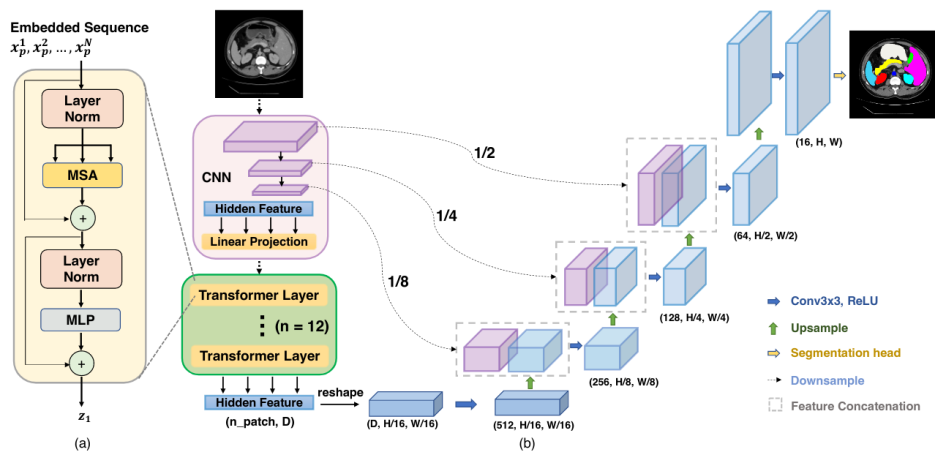 Embedded Sequence
x_p^1, x_p^2, ..., x_p^N
Layer
Norm
MSA
+
Layer
Norm
MLP
+
z_1
(a)
CNN
Hidden Feature
Linear Projection
Transformer Layer
(n = 12)
Transformer Layer
Hidden Feature
(n_patch, D)
reshape
(D, H/16, W/16)
(512, H/16, W/16)
(b)
1/2
1/4
1/8
(256, H/8, W/8)
(128, H/4, W/4)
(64, H/2, W/2)
(16, H, W)
Conv3x3, ReLU
Upsample
Segmentation head
Downsample
Feature Concatenation